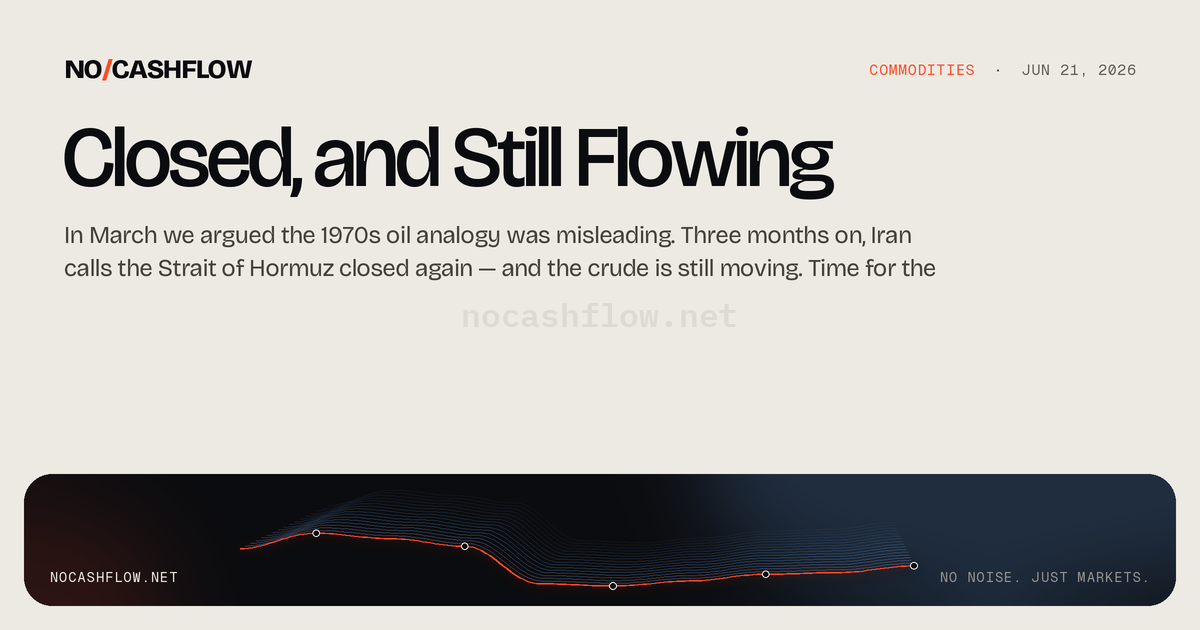 NO/CASHFLOW
COMMODITIES · JUN 21, 2026
Closed, and Still Flowing
In March we argued the 1970s oil analogy was misleading. Three months on, Iran
calls the Strait of Hormuz closed again — and the crude is still moving. Time for the
nocashflow.net
NOCASHFLOW.NET
NO NOISE. JUST MARKETS.